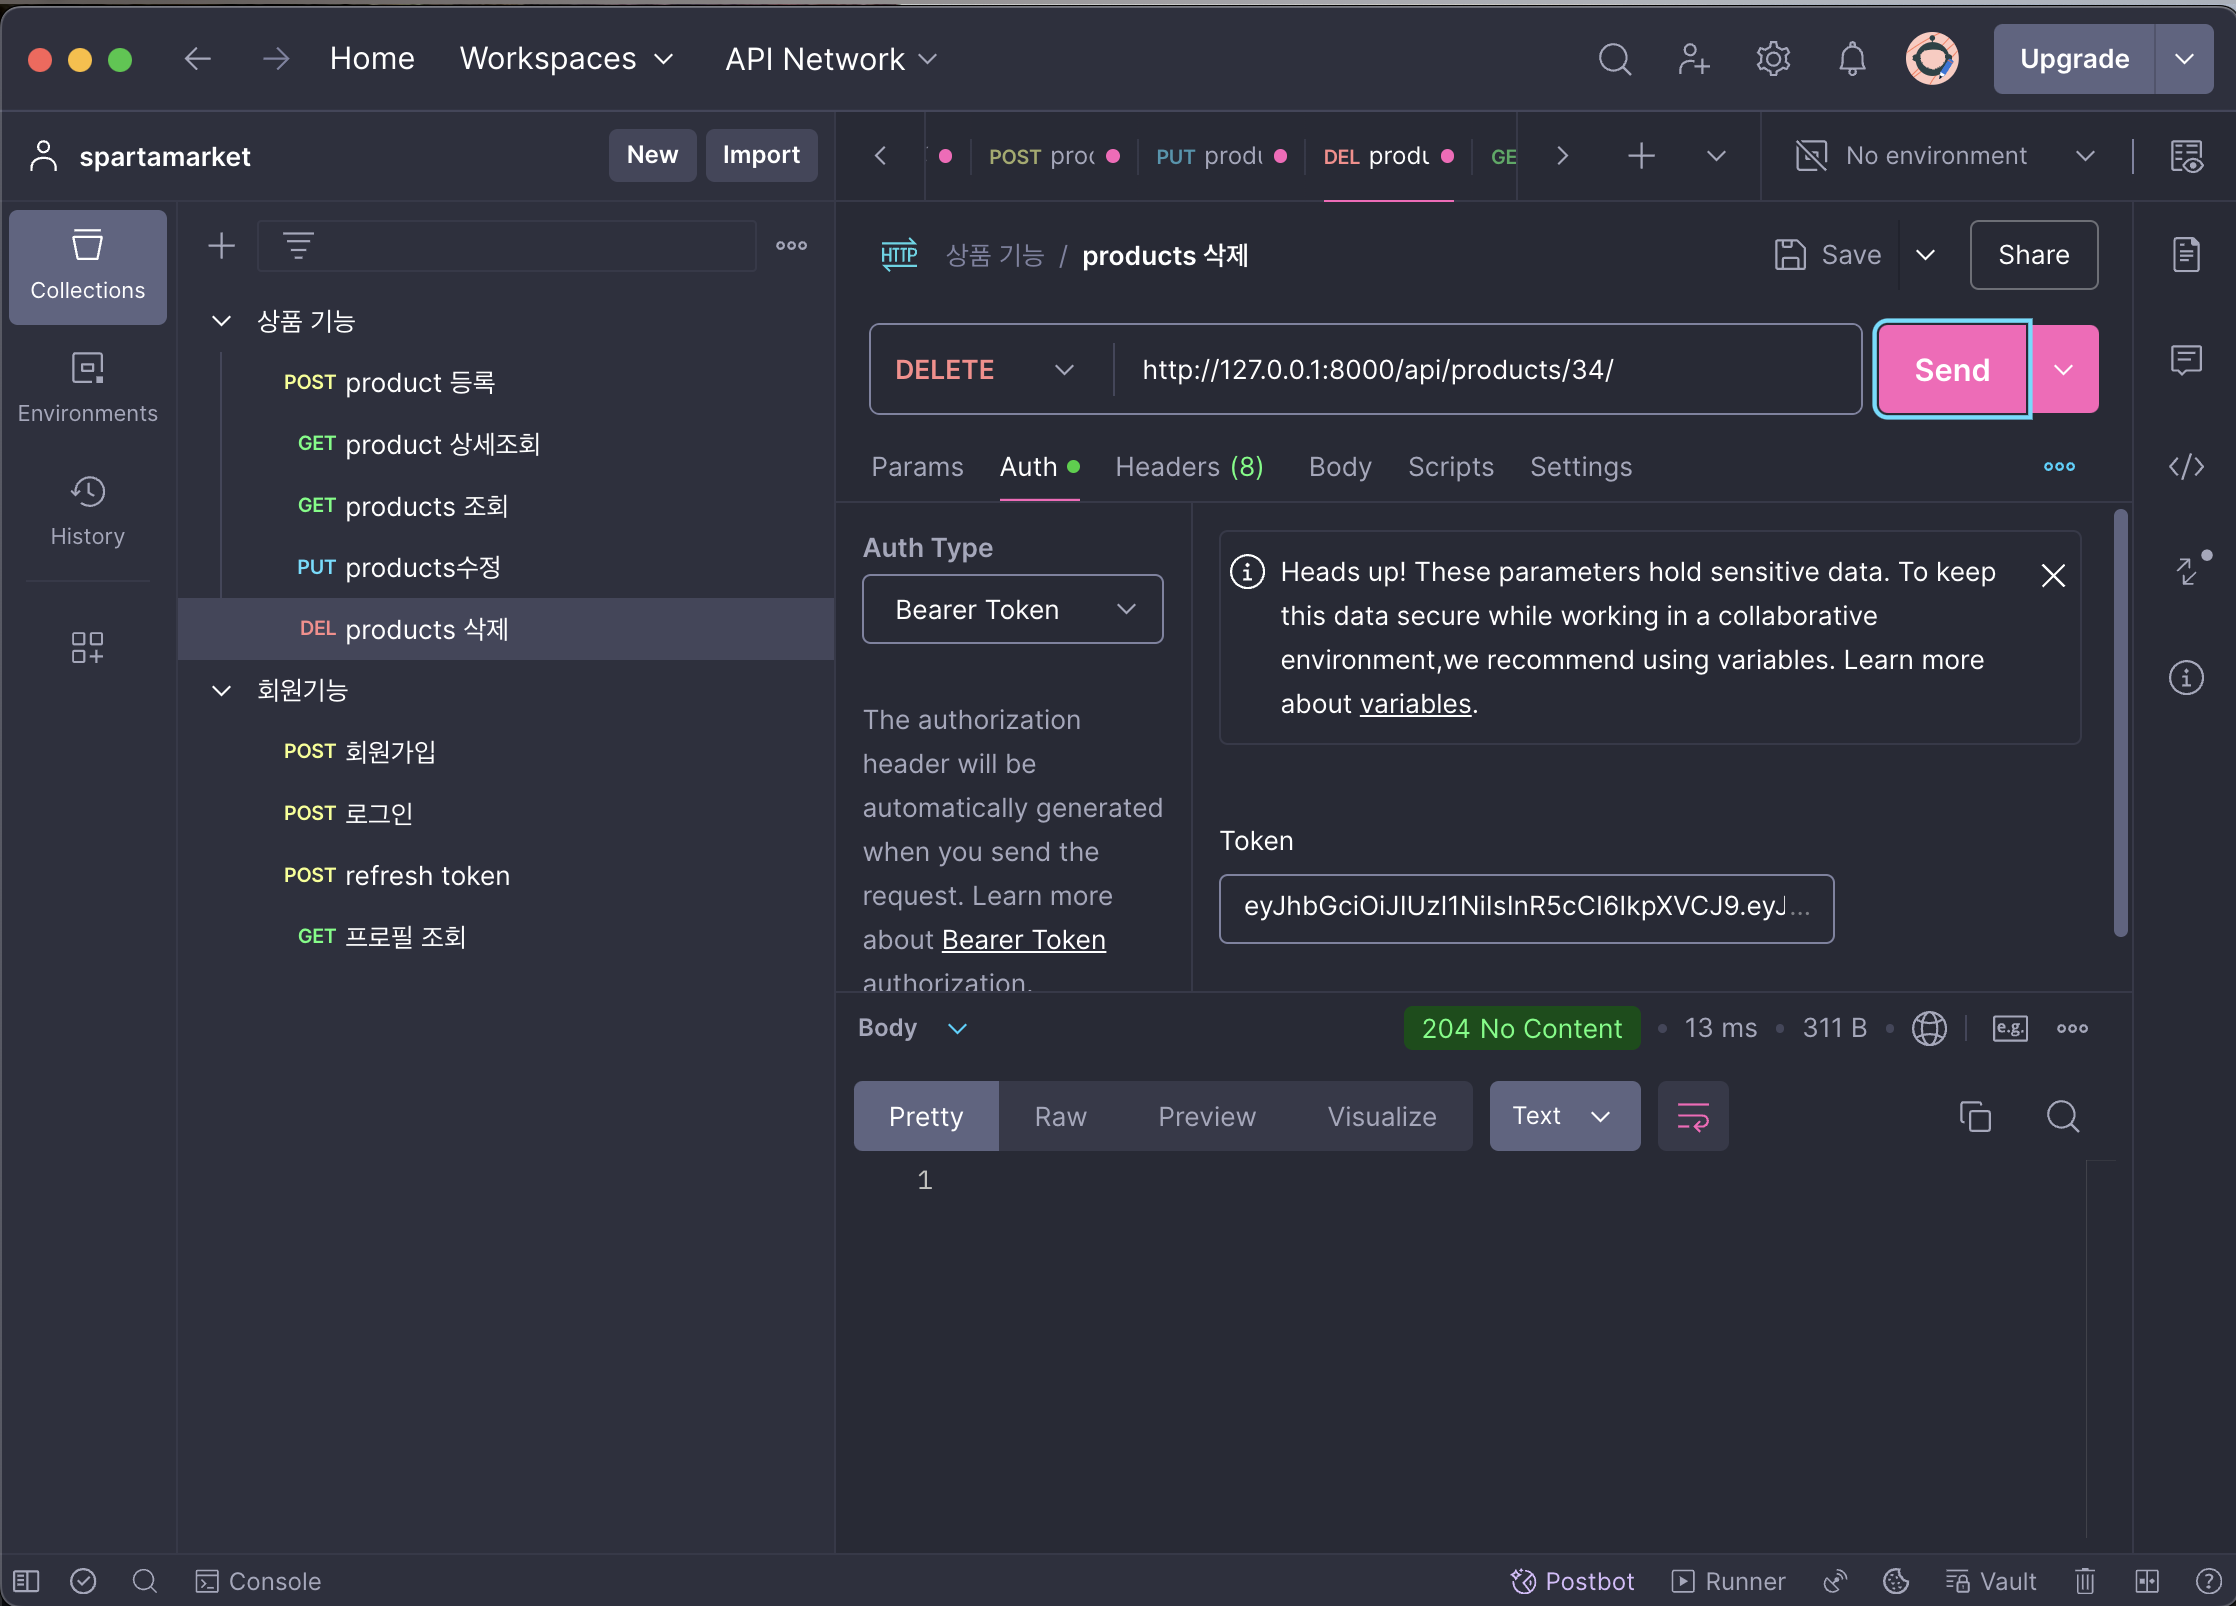 Home Workspaces API Network Upgrade
spartamarket New Import
POST proc PUT produ DEL produ GE No environment
Collections
Environments
History
상품 기능
POST product 등록
GET product 상세조회
GET products 조회
PUT products수정
DEL products 삭제
회원기능
POST 회원가입
POST 로그인
POST refresh token
GET 프로필 조회
HTTP 상품 기능 / products 삭제 Save Share
DELETE http://127.0.0.1:8000/api/products/34/ Send
Params Auth Headers (8) Body Scripts Settings
Auth Type
Bearer Token
The authorization
header will be
automatically generated
when you send the
request. Learn more
about Bearer Token
authorization.
Heads up! These parameters hold sensitive data. To keep
this data secure while working in a collaborative
environment,we recommend using variables. Learn more
about variables.
Token
eyJhbGciOiJIUzI1NiIsInR5cCI6IkpXVCJ9.eyJ...
Body 204 No Content 13 ms 311 B e.g.
Pretty Raw Preview Visualize Text
1
Console Postbot Runner Vault